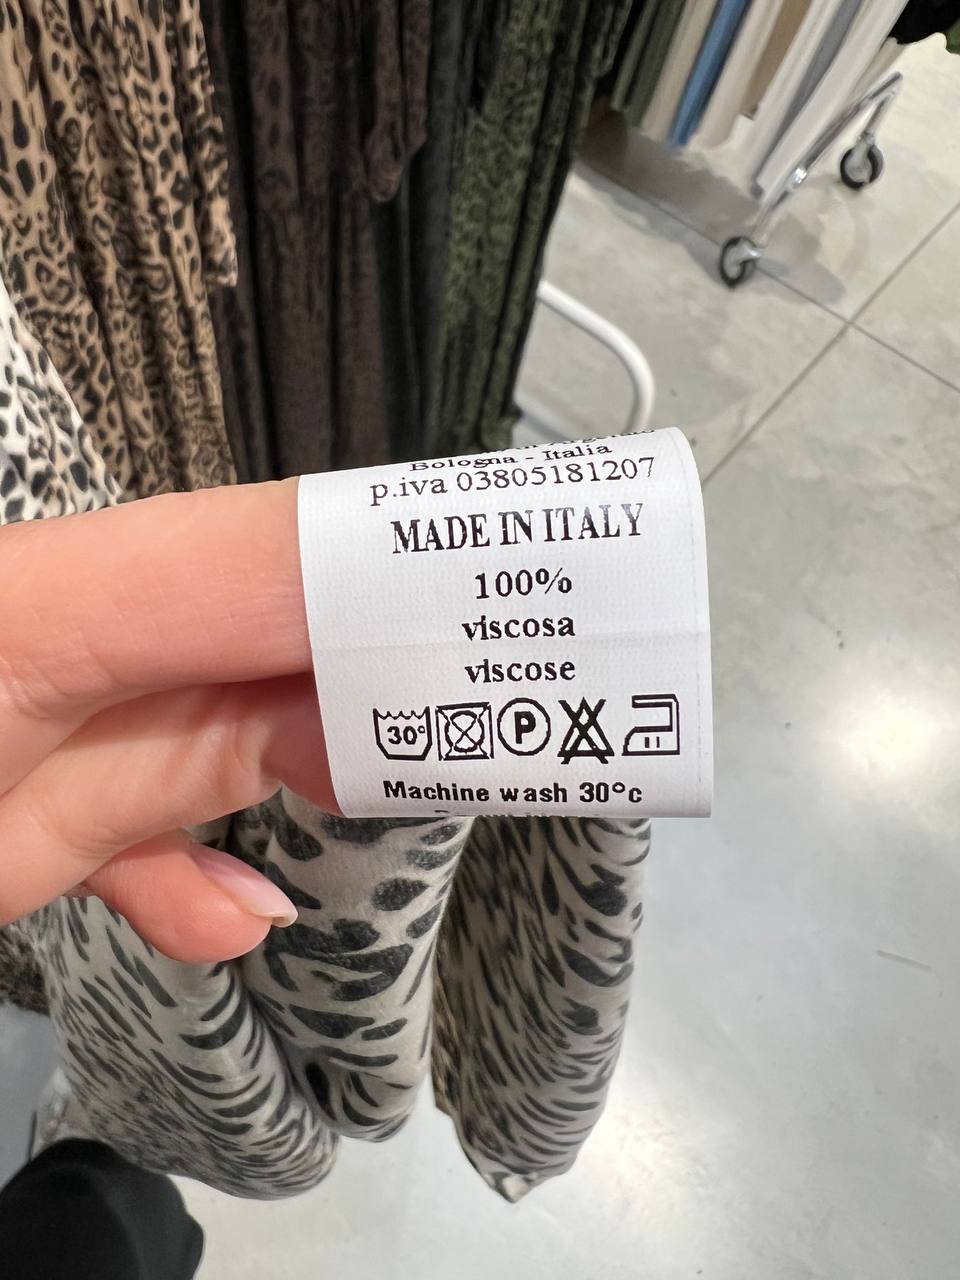 Bologna - Italia
p.iva 03805181207
MADE IN ITALY
100%
viscosa
viscose
30°
P
Machine wash 30°c